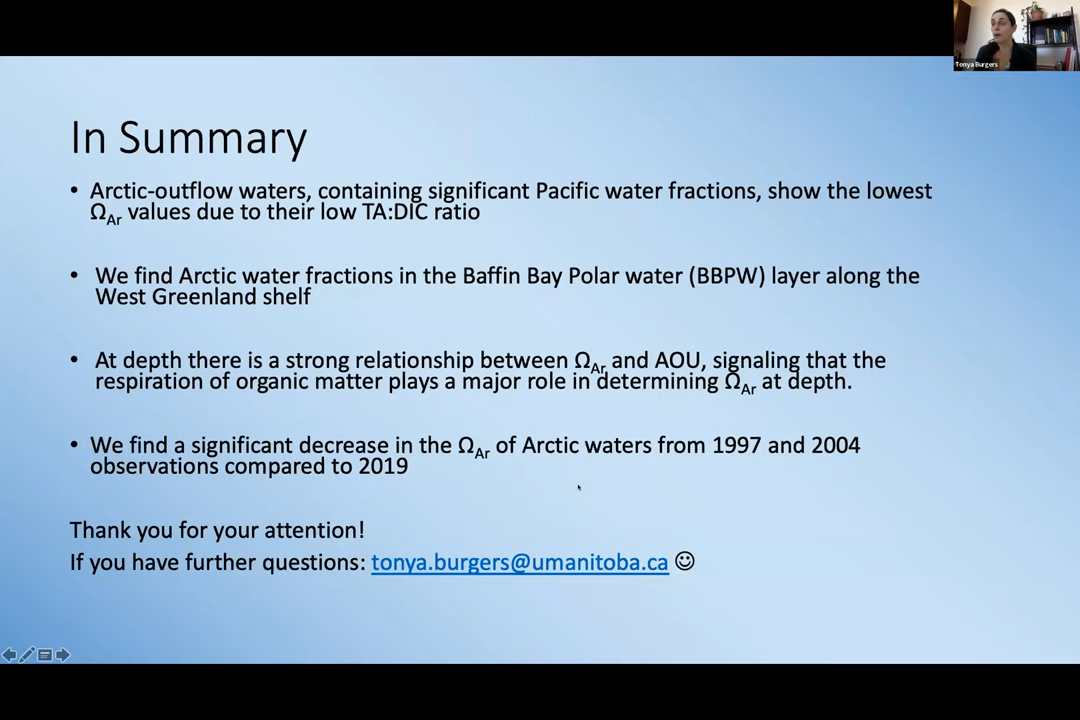 Tonya Burgers
In Summary
• Arctic-outflow waters, containing significant Pacific water fractions, show the lowest
ΩAr values due to their low TA:DIC ratio
• We find Arctic water fractions in the Baffin Bay Polar water (BBPW) layer along the
West Greenland shelf
• At depth there is a strong relationship between ΩAr and AOU, signaling that the
respiration of organic matter plays a major role in determining ΩAr at depth.
• We find a significant decrease in the ΩAr of Arctic waters from 1997 and 2004
observations compared to 2019
Thank you for your attention!
If you have further questions: tonya.burgers@umanitoba.ca ☺